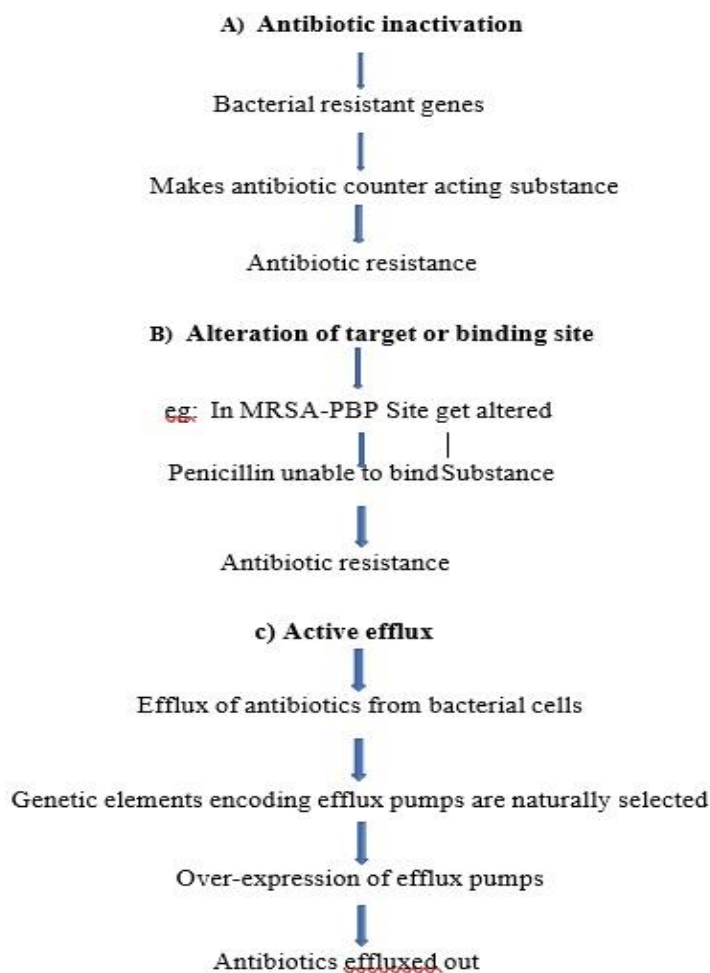 A) Antibiotic inactivation
Bacterial resistant genes
Makes antibiotic counter acting substance
Antibiotic resistance
B) Alteration of target or binding site
eg: In MRSA-PBP Site get altered
Penicillin unable to bind Substance
Antibiotic resistance
c) Active efflux
Efflux of antibiotics from bacterial cells
Genetic elements encoding efflux pumps are naturally selected
Over-expression of efflux pumps
Antibiotics effluxed out